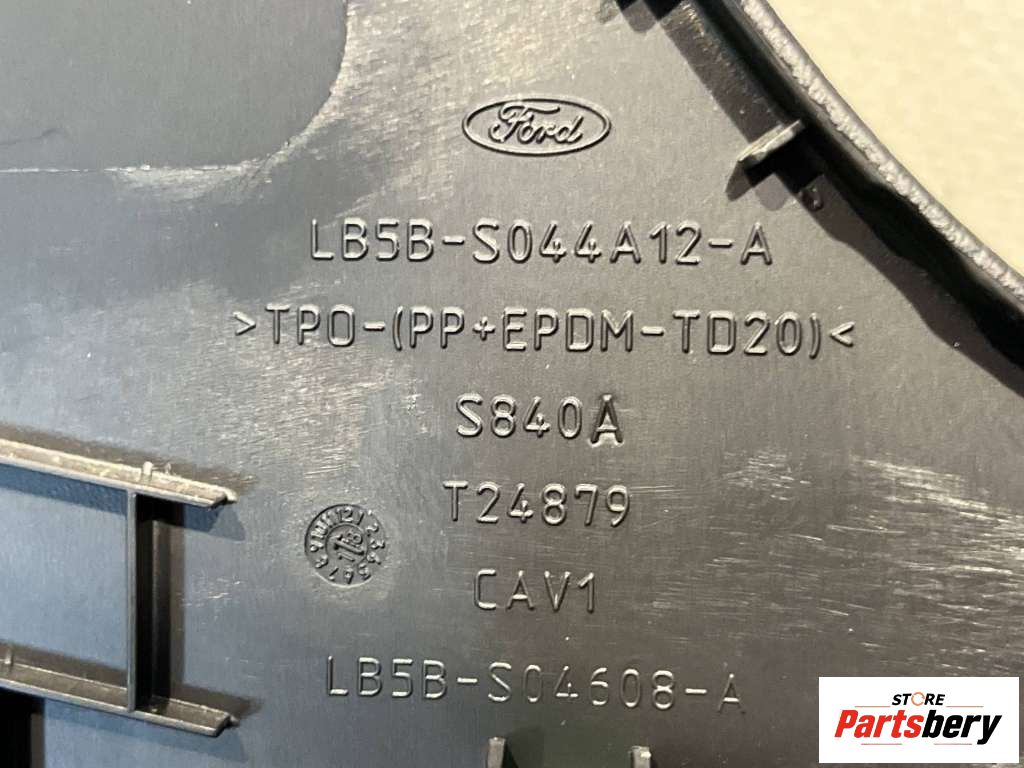 Ford
LB5B-S044A12-A
>TPO-(PP+EPDM-TD20)<
S840A
T24879
CAV1
LB5B-S04608-A
STORE
Partsbery